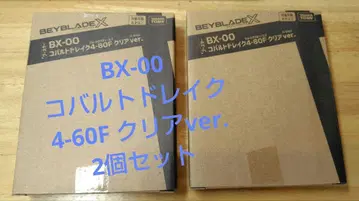 BEYBLADE X
BX-00
コバルトドレイク4-60F クリアver.
BEYBLADE X
BX-00
コバルトドレイク4-60F クリアver.
BX-00
コバルトドレイク
4-60F クリアver.
2個セット